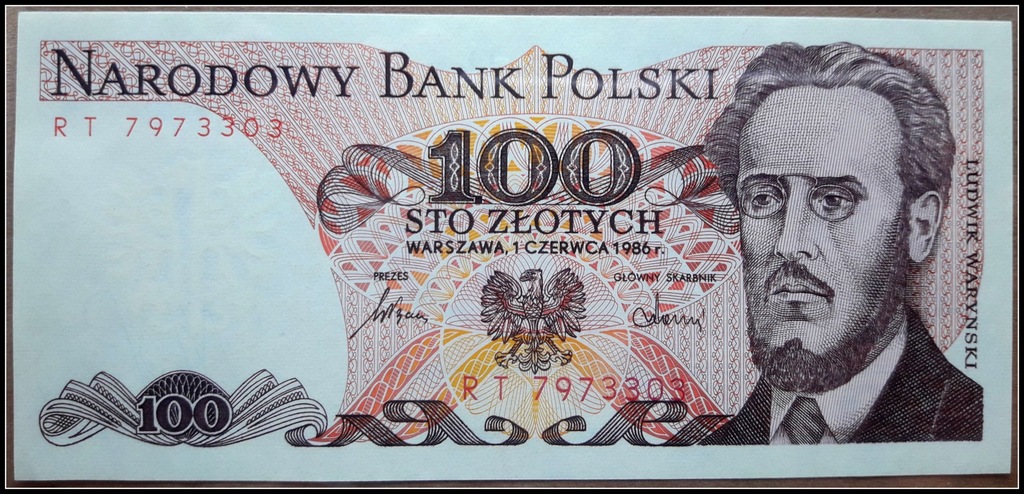 NARODOWY BANK POLSKI
RT 7973303
100
STO ZŁOTYCH
WARSZAWA, 1 CZERWCA 1986 r.
PREZES
GŁÓWNY SKARBNIK
LUDWIK WARYŃSKI
RT 7973303
100